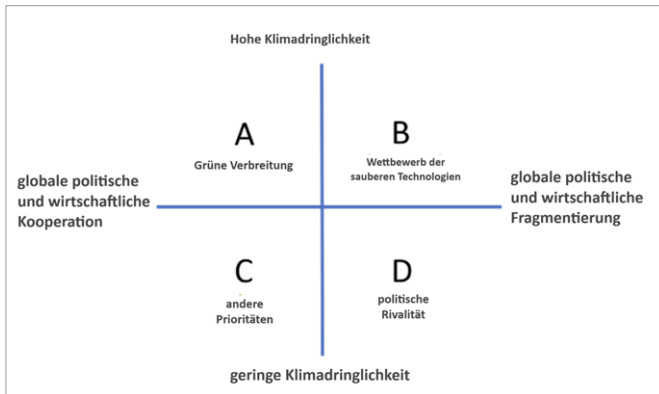 Hohe Klimadringlichkeit
A
Grüne Verbreitung
B
Wettbewerb der
sauberen Technologien
globale politische
und wirtschaftliche
Kooperation
globale politische
und wirtschaftliche
Fragmentierung
C
andere
Prioritäten
D
politische
Rivalität
geringe Klimadringlichkeit